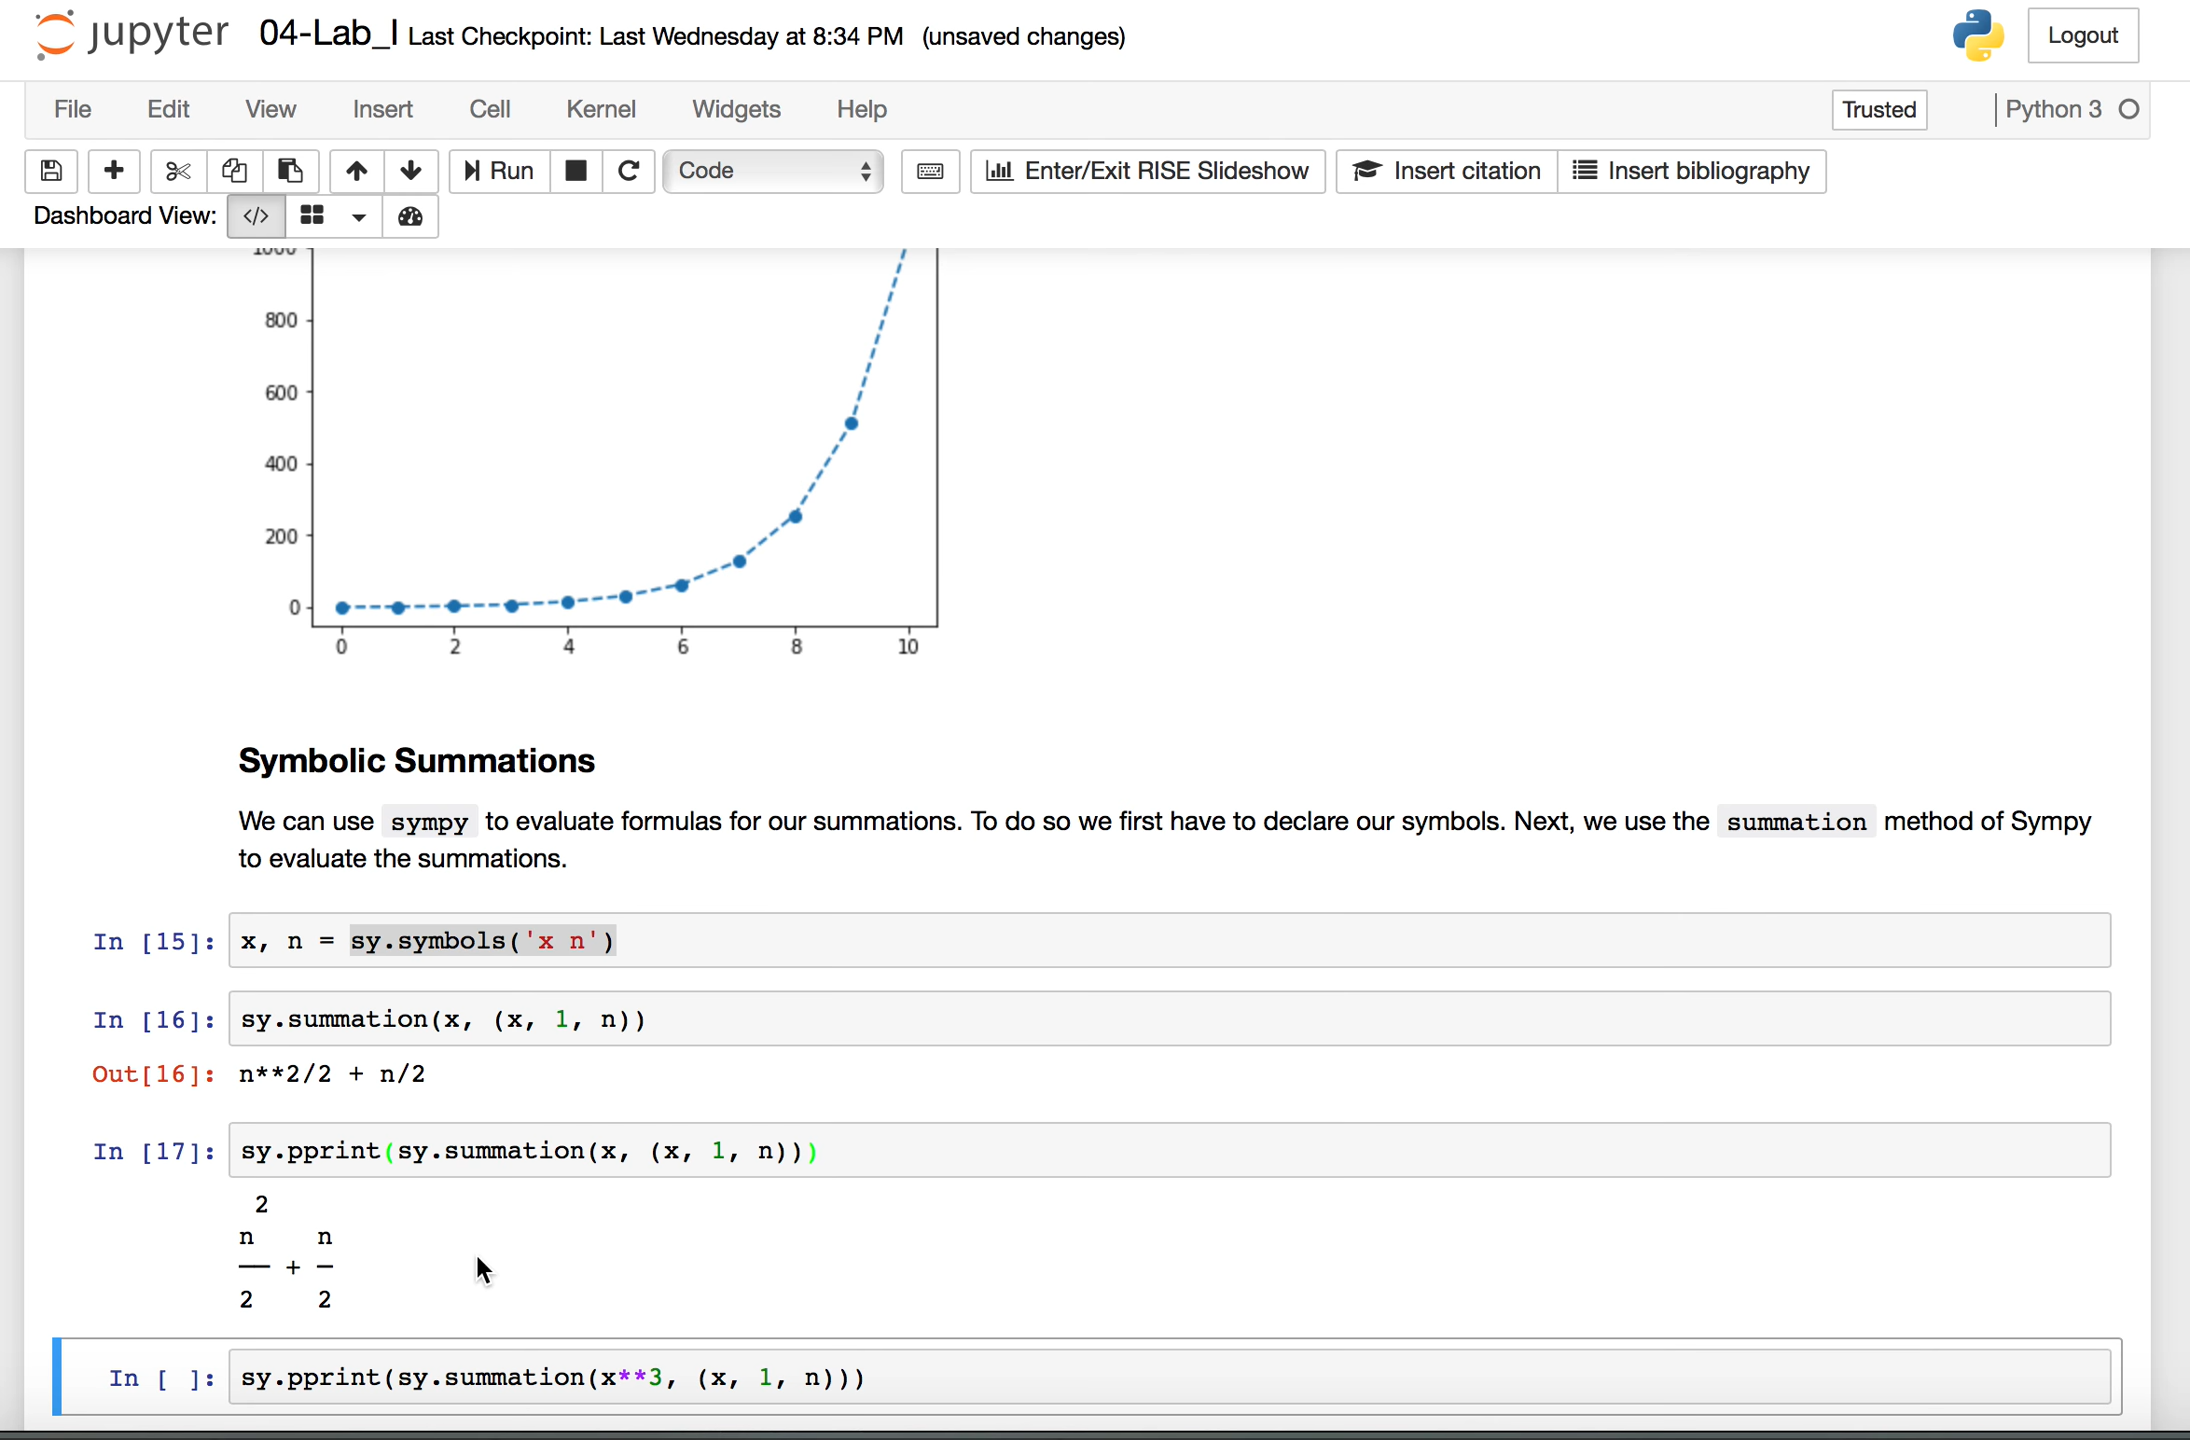 jupyter 04-Lab_I Last Checkpoint: Last Wednesday at 8:34 PM (unsaved changes)
Logout
File Edit View Insert Cell Kernel Widgets Help
Trusted
Python 3
Run
Code
Enter/Exit RISE Slideshow
Insert citation
Insert bibliography
Dashboard View:
1000
800
600
400
200
0
0 2 4 6 8 10
Symbolic Summations
We can use sympy to evaluate formulas for our summations. To do so we first have to declare our symbols. Next, we use the summation method of Sympy
to evaluate the summations.
In [15]: x, n = sy.symbols('x n')
In [16]: sy.summation(x, (x, 1, n))
Out[16]: n**2/2 + n/2
In [17]: sy.pprint(sy.summation(x, (x, 1, n)))
2
n n
── + ─
2 2
In [ ]: sy.pprint(sy.summation(x**3, (x, 1, n)))